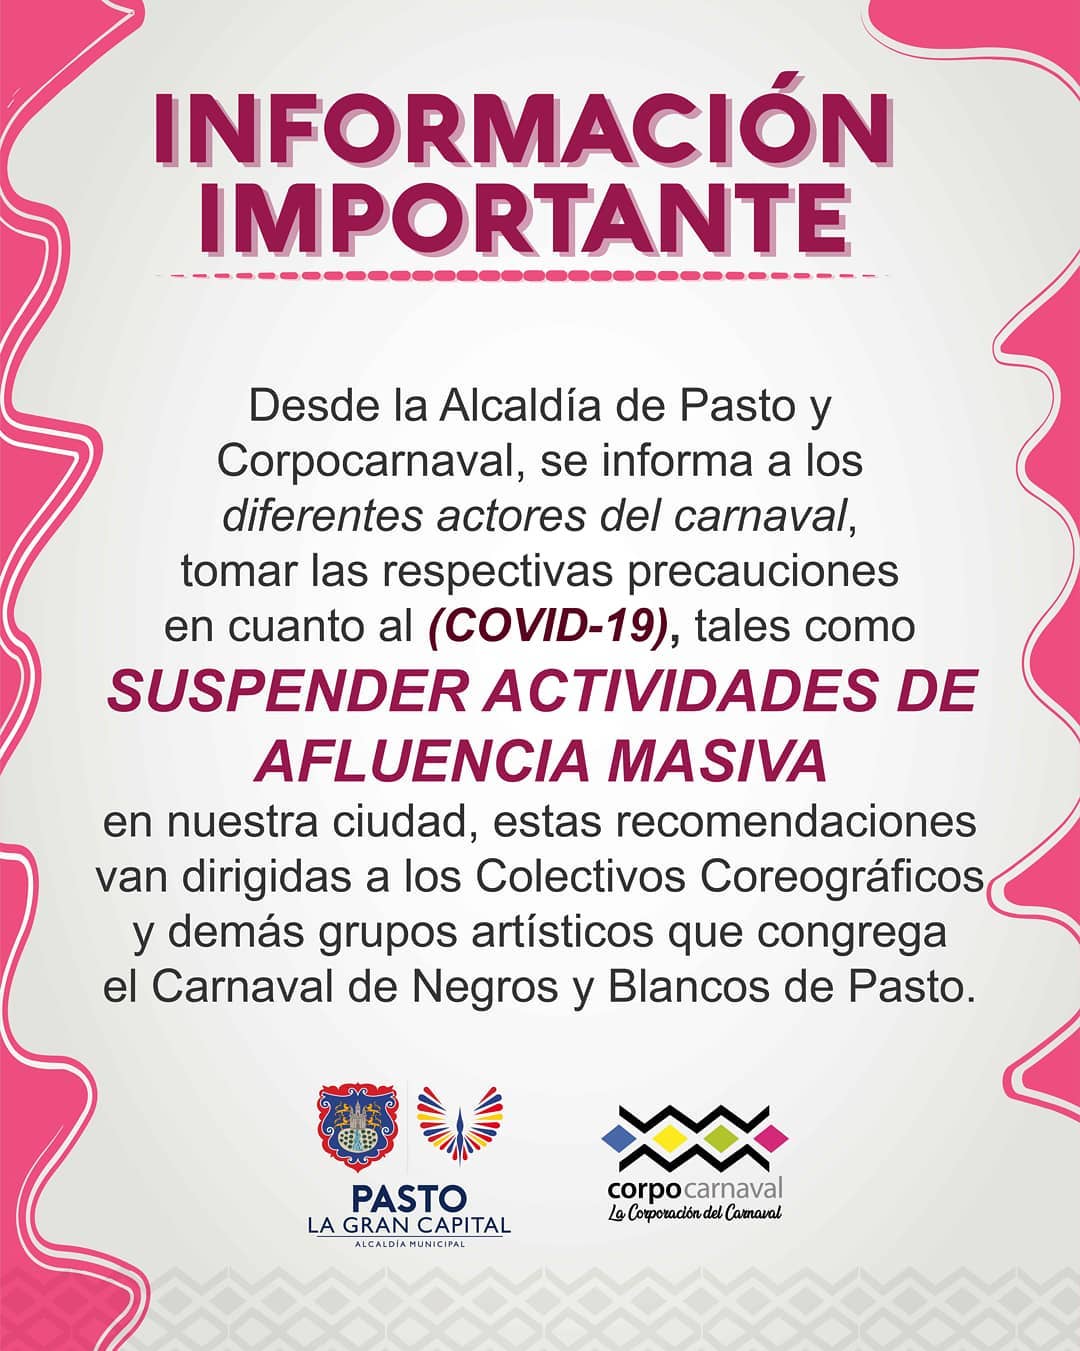 INFORMACIÓN
IMPORTANTE
Desde la Alcaldía de Pasto y
Corpocarnaval, se informa a los
diferentes actores del carnaval,
tomar las respectivas precauciones
en cuanto al (COVID-19), tales como
SUSPENDER ACTIVIDADES DE
AFLUENCIA MASIVA
en nuestra ciudad, estas recomendaciones
van dirigidas a los Colectivos Coreográficos
y demás grupos artísticos que congrega
el Carnaval de Negros y Blancos de Pasto.
PASTO
LA GRAN CAPITAL
ALCALDÍA MUNICIPAL
corpocarnaval
La Corporación del Carnaval